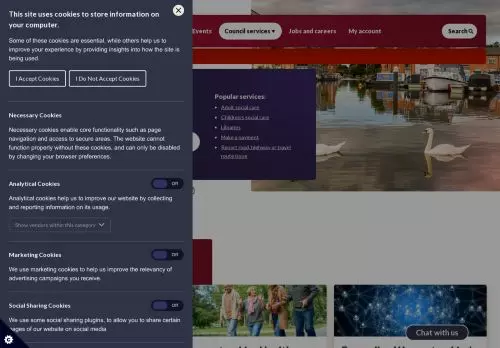 This site uses cookies to store information on
your computer.
Some of these cookies are essential, while others help us to
improve your experience by providing insights into how the site is
being used.
I Accept Cookies
I Do Not Accept Cookies
Necessary Cookies
Necessary cookies enable core functionality such as page
navigation and access to secure areas. The website cannot
function properly without these cookies, and can only be disabled
by changing your browser preferences.
Analytical Cookies
Off
Analytical cookies help us to improve our website by collecting
and reporting information on its usage.
Show vendors within this category
Marketing Cookies
Off
We use marketing cookies to help us improve the relevancy of
advertising campaigns you receive.
Social Sharing Cookies
Off
We use some social sharing plugins, to allow you to share certain
pages of our website on social media
Events
Council services
Jobs and careers
My account
Search
Popular services:
Adult social care
Children's social care
Libraries
Make a payment
Report road, highway or travel
route issue
Chat with us